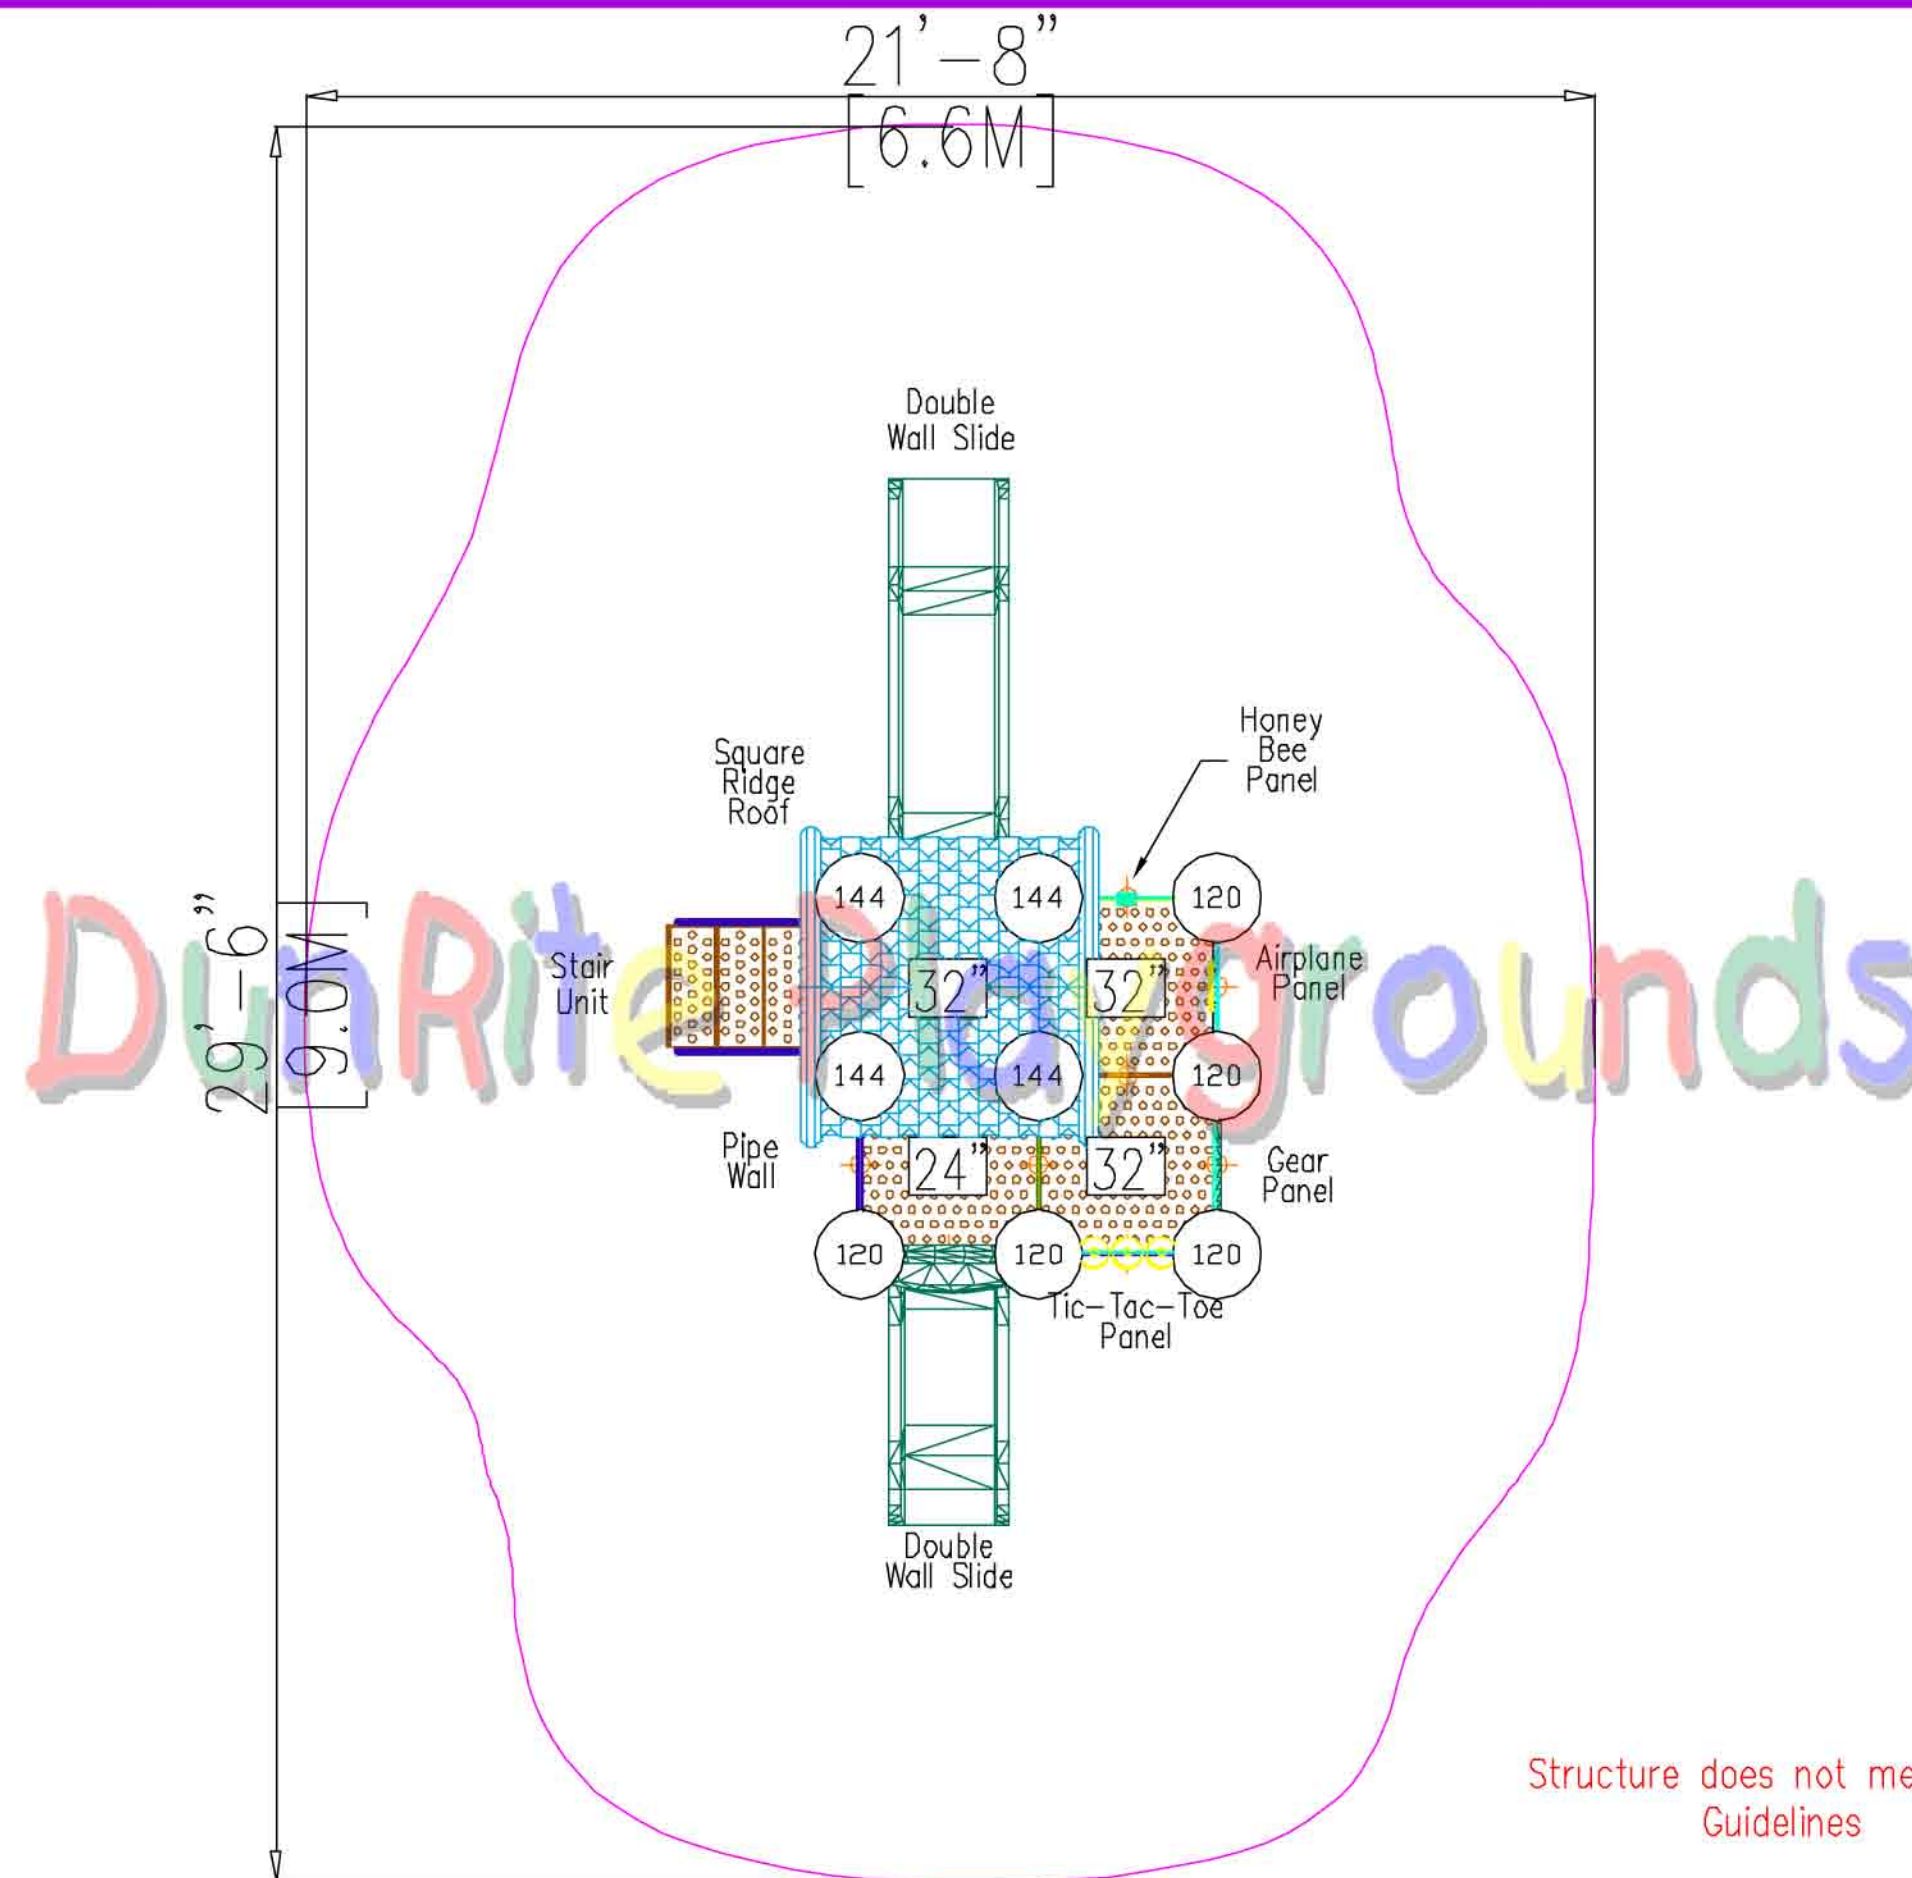 21'-8"
[6.6M]
Double
Wall Slide
Honey
Bee
Panel
Square
Ridge
Roof
144
144
120
29'-6"
[9.0M]
DunRite Playgrounds
Stair
Unit
32"
32"
Airplane
Panel
144
144
120
Pipe
Wall
24"
32"
Gear
Panel
120
120
120
Tic-Tac-Toe
Panel
Double
Wall Slide
Structure does not me
Guidelines